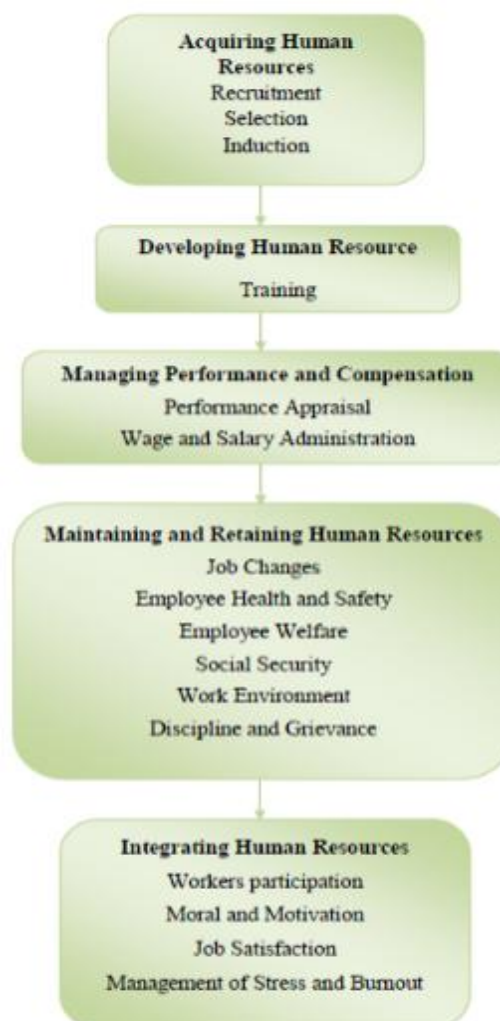 Acquiring Human
Resources
Recruitment
Selection
Induction
Developing Human Resource
Training
Managing Performance and Compensation
Performance Appraisal
Wage and Salary Administration
Maintaining and Retaining Human Resources
Job Changes
Employee Health and Safety
Employee Welfare
Social Security
Work Environment
Discipline and Grievance
Integrating Human Resources
Workers participation
Moral and Motivation
Job Satisfaction
Management of Stress and Burnout